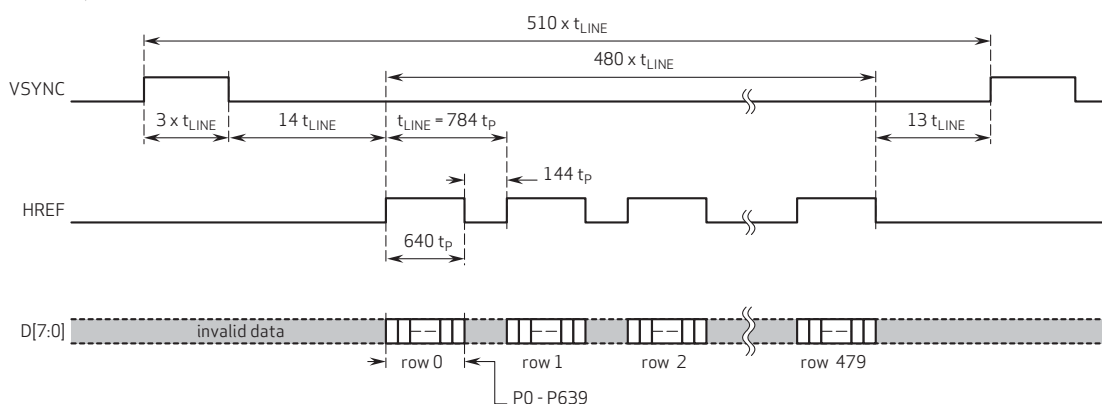 510 x tLINE
480 x tLINE
VSYNC
3 x tLINE
14 tLINE
tLINE = 784 tP
13 tLINE
144 tP
HREF
640 tP
D[7:0]
invalid data
row 0
row 1
row 2
row 479
P0 - P639